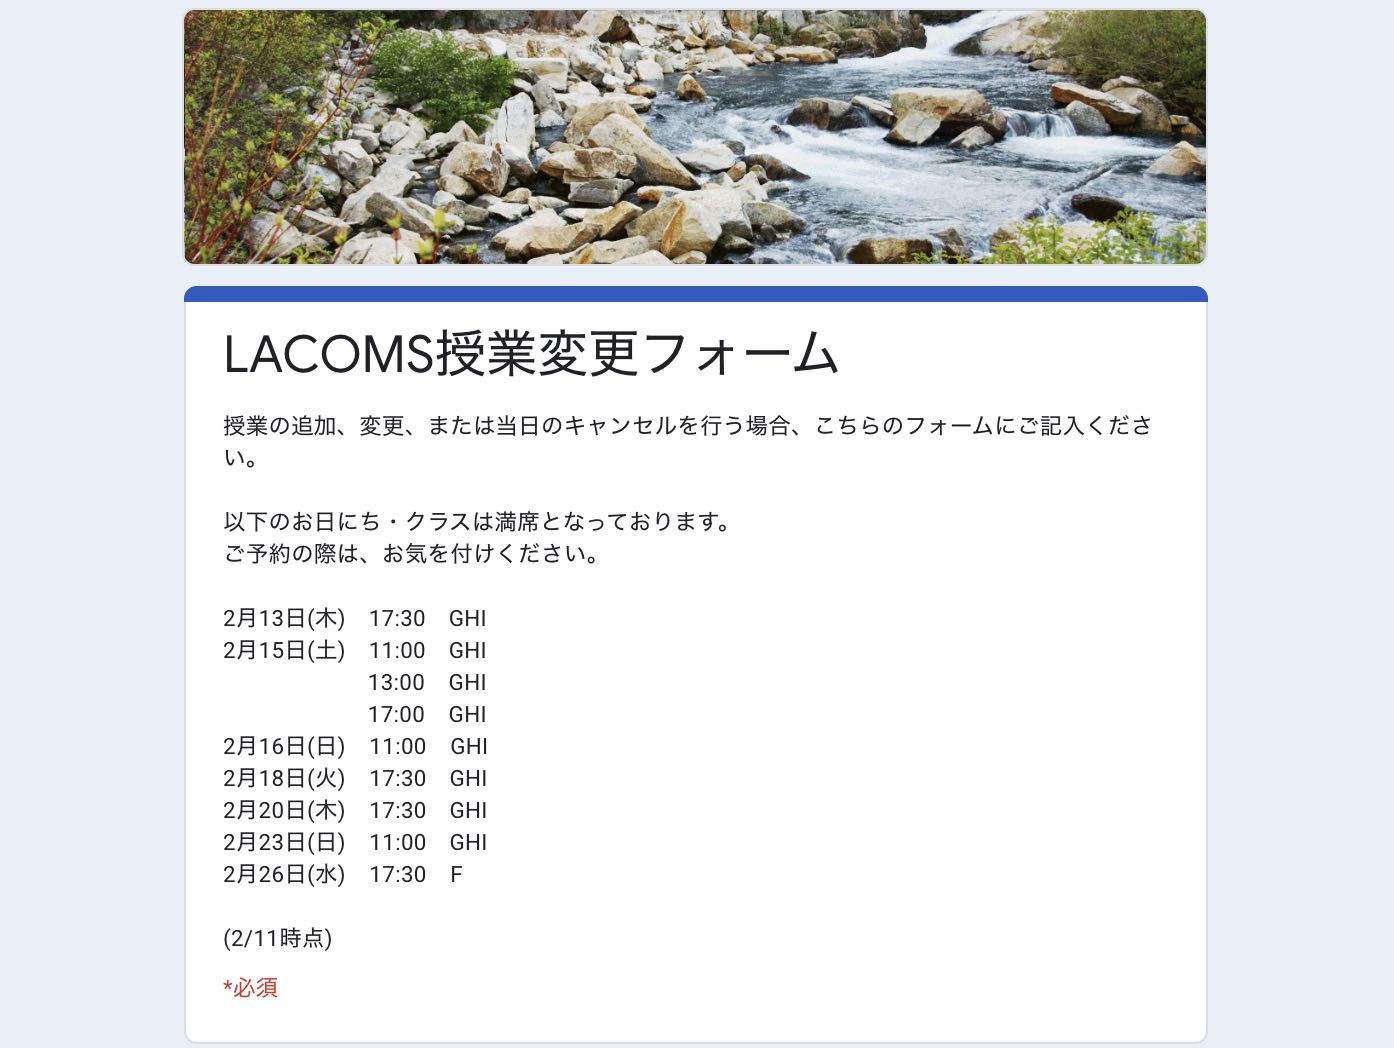 LACOMS授業変更フォーム
授業の追加、変更、または当日のキャンセルを行う場合、こちらのフォームにご記入くださ
い。
以下のお日にち・クラスは満席となっております。
ご予約の際は、お気を付けください。
2月13日(木)　17:30　GHI
2月15日(土)　11:00　GHI
13:00　GHI
17:00　GHI
2月16日(日)　11:00　GHI
2月18日(火)　17:30　GHI
2月20日(木)　17:30　GHI
2月23日(日)　11:00　GHI
2月26日(水)　17:30　F
(2/11時点)
*必須